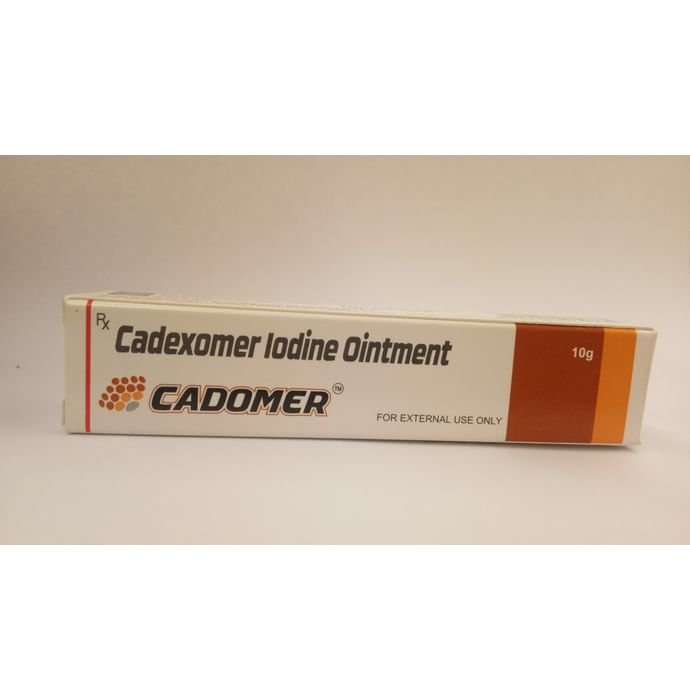 Rx
Cadexomer Iodine Ointment
CADOMER™
FOR EXTERNAL USE ONLY
10g